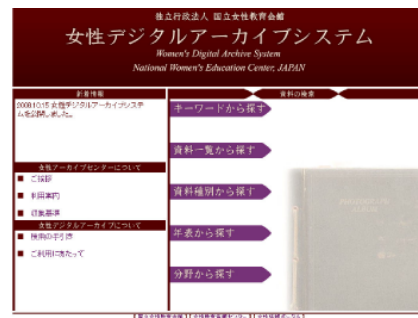 独立行政法人 国立女性教育会館
女性デジタルアーカイブシステム
Women's Digital Archive System
National Women's Education Center, JAPAN
新着情報
資料の検索
2008.10.15 女性デジタルアーカイブシステ
ムを公開しました。
キーワードから探す
資料一覧から探す
女性アーカイブセンターについて
ご挨拶
資料種別から探す
利用案内
収集基準
女性デジタルアーカイブについて
検索の手引き
年表から探す
ご利用にあたって
分野から探す
PHOTOGRAPH
ALBUM